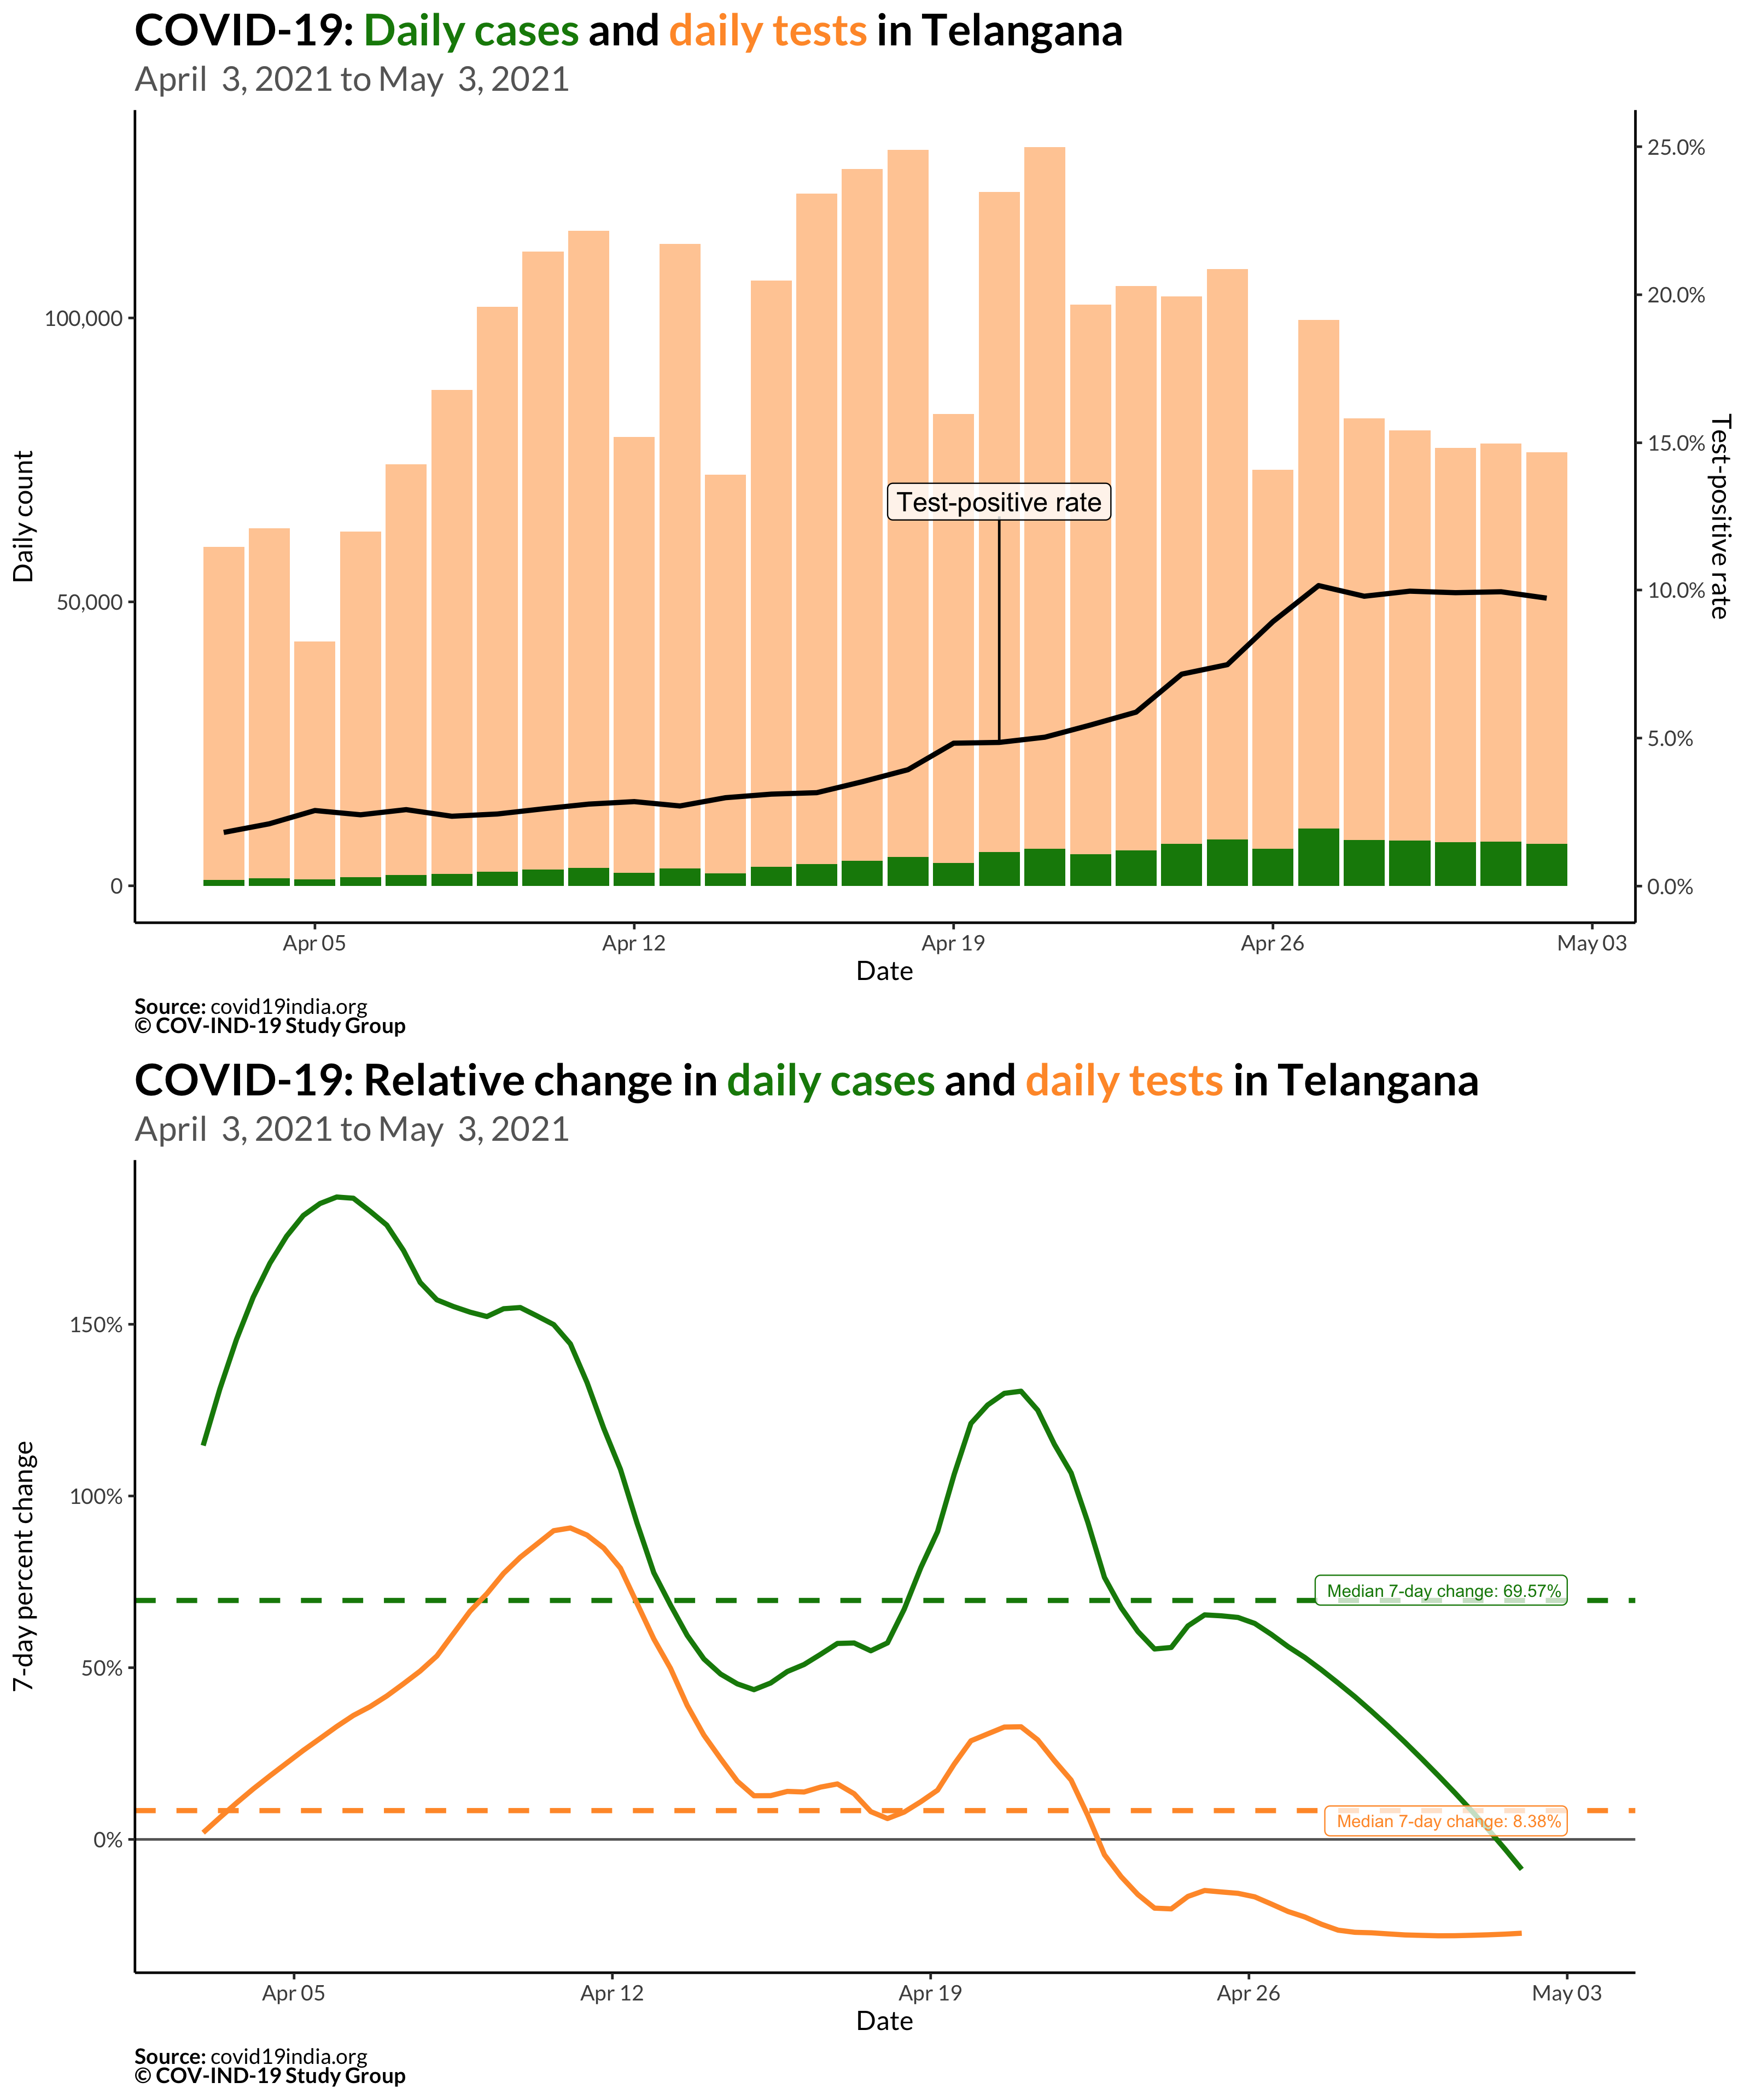 COVID-19: Daily cases and daily tests in Telangana
April 3, 2021 to May 3, 2021
Daily count
100,000
50,000
0
25.0%
20.0%
15.0%
10.0%
5.0%
0.0%
Test-positive rate
Test-positive rate
Apr 05
Apr 12
Apr 19
Apr 26
May 03
Date
Source: covid19india.org
© COV-IND-19 Study Group
COVID-19: Relative change in daily cases and daily tests in Telangana
April 3, 2021 to May 3, 2021
7-day percent change
150%
100%
50%
0%
Median 7-day change: 69.57%
Median 7-day change: 8.38%
Apr 05
Apr 12
Apr 19
Apr 26
May 03
Date
Source: covid19india.org
© COV-IND-19 Study Group